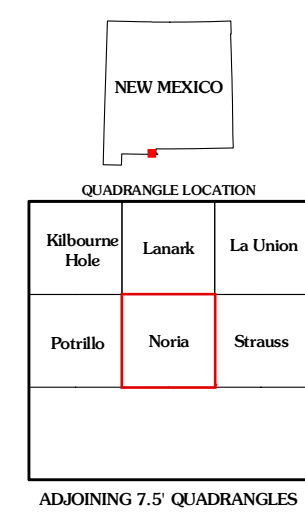 NEW MEXICO
QUADRANGLE LOCATION
Kilbourne
Hole
Lanark
La Union
Potrillo
Noria
Strauss
ADJOINING 7.5' QUADRANGLES